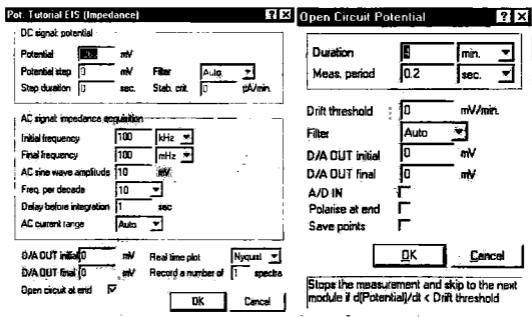 Pot. Tutorial EIS (Impedance)
DC signal: potential
Potential mV
Potential step 0 mV Filter Auto
Step duration 0 sec. Stab. crit. 0 pA/min.
AC signal: impedance acquisition
Initial frequency 100 kHz
Final frequency 100 mHz
AC sine wave amplitude 10 mV
Freq. per decade 10
Delay before integration 1 sec
AC current range Auto
D/A OUT initial 0 mV Real time plot Nyquist
D/A OUT final 0 mV Record a number of 1 spectra
Open circuit at end
OK Cancel
Open Circuit Potential
Duration min.
Meas. period 0.2 sec.
Drift threshold 0 mV/min.
Filter Auto
D/A OUT initial 0 mV
D/A OUT final 0 mV
A/D IN
Polarise at end
Save points
OK Cancel
Stops the measurement and skip to the next
module if d(Potential)/dt < Drift threshold